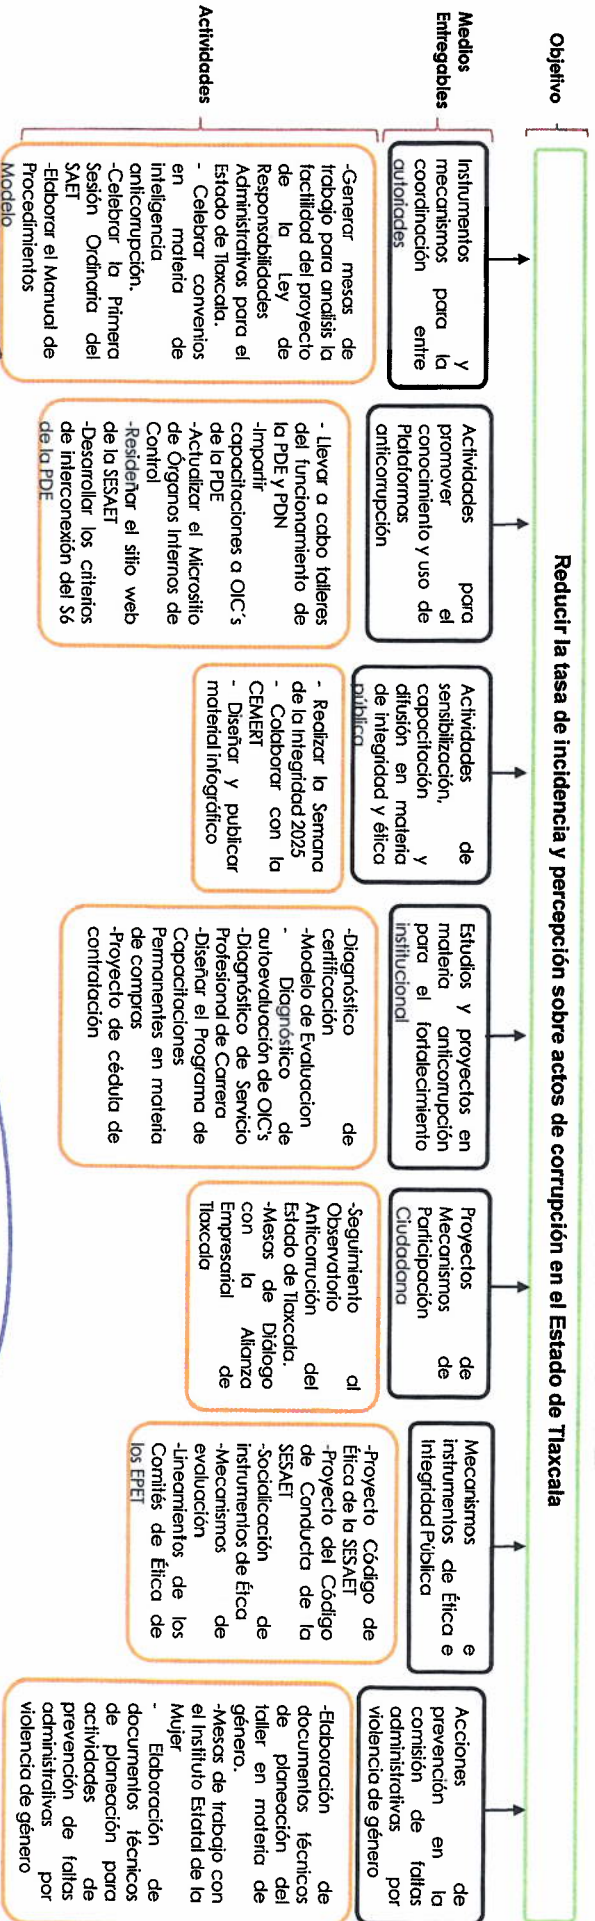 Objetivo
Reducir la tasa de incidencia y percepción sobre actos de corrupción en el Estado de Tlaxcala
Medios
Entregables
Instrumentos y
mecanismos para la
coordinación entre
autoriades
Actividades para
promover el
conocimiento y uso de
Plataformas
anticorrupción
Actividades de
sensibilización,
capacitación y
difusión en materia
de integridad y ética
pública
Estudios y proyectos en
materia anticorrupción
para el fortalecimiento
institucional
Proyectos de
Mecanismos de
Participación
Ciudadana
Mecanismos e
instrumentos de Ética e
Integridad Pública
Acciones de
prevención en la
comisión de faltas
administrativas por
violencia de género
Actividades
-Generar mesas de
trabajo para analisis la
factilidad del proyecto
de la Ley de
Responsabilidades
Administrativas para el
Estado de Tlaxcala.
- Celebrar convenios
en materia de
inteligencia
anticorrupción.
-Celebrar la Primera
Sesión Ordinaria del
SAET
-Elaborar el Manual de
Procedimientos
Modelo
- Llevar a cabo talleres
del funcionamiento de
la PDE y PDN
-Impartir
capacitaciones a OIC´s
de la PDE
-Actualizar el Micrositio
de Órganos Internos de
Control
-Resideñar el sitio web
de la SESAET
-Desarrollar los criterios
de interconexión del S6
de la PDE
- Realizar la Semana
de la Integridad 2025
- Colaborar con la
CEMERT
- Diseñar y publicar
material infográfico
-Diagnóstico de
certificación
-Modelo de Evaluacion
- Diagnóstico de
autoevaluación de OIC's
-Diagnóstico de Servicio
Profesional de Carrera
-Diseñar el Programa de
Capacitaciones
Permanentes en materia
de compras
-Proyecto de cédula de
contratación
-Seguimiento al
Observatorio
Anticorrución del
Estado de Tlaxcala.
-Mesas de Diálogo
con la Alianza
Empresarial de
Tlaxcala
-Proyecto Código de
Ética de la SESAET
-Proyecto del Código
de Conducta de la
SESAET
-Socialicación de
instrumentos de Étca
-Mecanismos de
evaluación
-Lineamientos de los
Comités de Ética de
los EPET
-Elaboración de
documentos técnicos
de planeación del
taller en materia de
género.
-Mesas de trabajo con
el Instituto Estatal de la
Mujer
- Elaboración de
documentos técnicos
de planeación para
actividades de
prevención de faltas
administrativas por
violencia de género